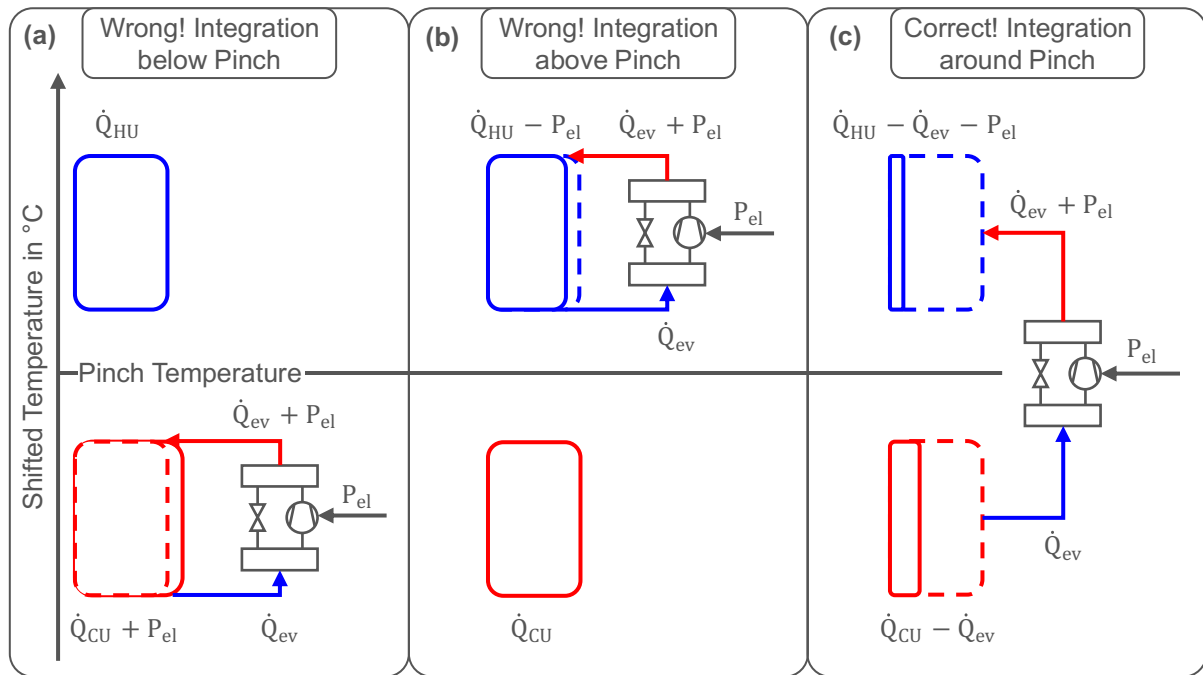 (a)
Wrong! Integration
below Pinch
(b)
Wrong! Integration
above Pinch
(c)
Correct! Integration
around Pinch
Shifted Temperature in °C
Q̇HU
Q̇HU − Pel
Q̇ev + Pel
Pel
Q̇ev
Q̇HU − Q̇ev − Pel
Q̇ev + Pel
Pel
Pinch Temperature
Q̇ev + Pel
Pel
Q̇CU + Pel
Q̇ev
Q̇CU
Q̇ev
Q̇CU − Q̇ev